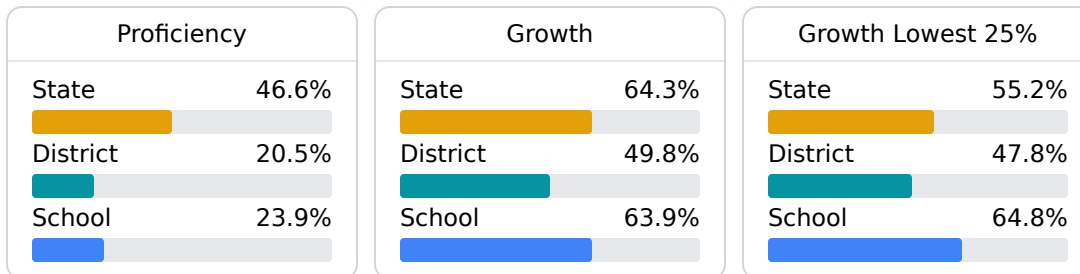 Proficiency
State 46.6%
District 20.5%
School 23.9%
Growth
State 64.3%
District 49.8%
School 63.9%
Growth Lowest 25%
State 55.2%
District 47.8%
School 64.8%